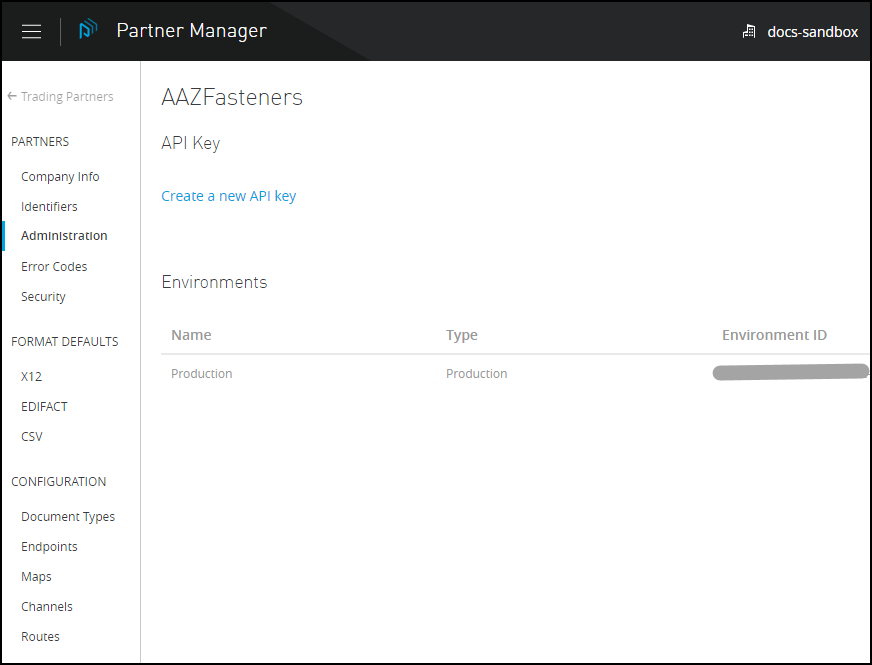 Partner Manager
docs-sandbox
← Trading Partners
PARTNERS
Company Info
Identifiers
Administration
Error Codes
Security
FORMAT DEFAULTS
X12
EDIFACT
CSV
CONFIGURATION
Document Types
Endpoints
Maps
Channels
Routes
AAZFasteners
API Key
Create a new API key
Environments
Name Type Environment ID
Production Production